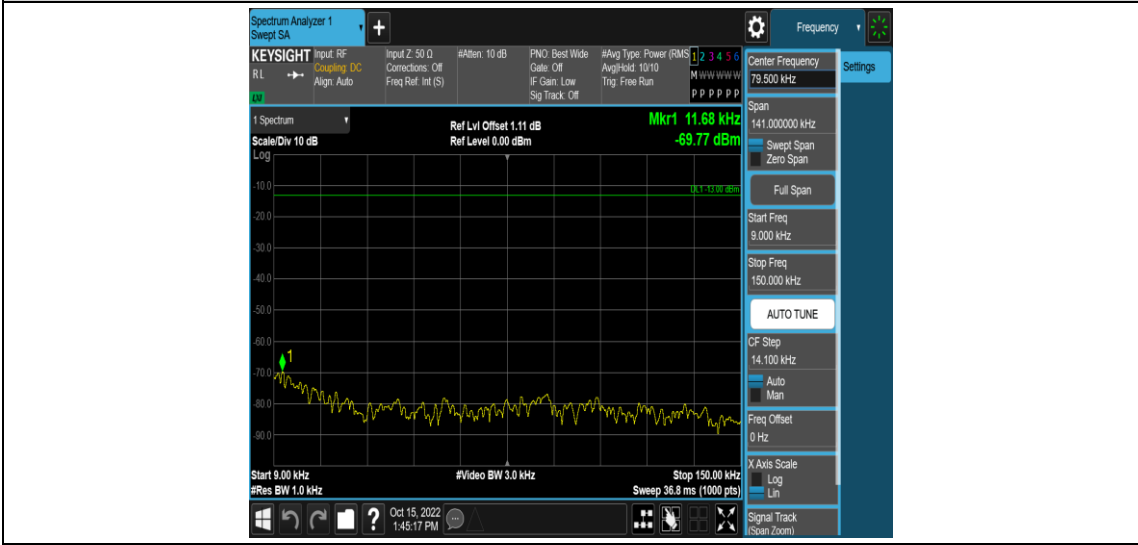 Spectrum Analyzer 1
Swept SA
+
Frequency
KEYSIGHT
R L
LXI
Input: RF
Coupling: DC
Align: Auto
Input Z: 50 Ω
Corrections: Off
Freq Ref: Int (S)
#Atten: 10 dB
PNO: Best Wide
Gate: Off
IF Gain: Low
Sig Track: Off
#Avg Type: Power (RMS
Avg|Hold: 10/10
Trig: Free Run
1 2 3 4 5 6
M W W W W W
P P P P P P
Center Frequency
79.500 kHz
Settings
1 Spectrum
Scale/Div 10 dB
Log
Ref Lvl Offset 1.11 dB
Ref Level 0.00 dBm
Mkr1 11.68 kHz
-69.77 dBm
Span
141.000000 kHz
Swept Span
Zero Span
Full Span
Start Freq
9.000 kHz
Stop Freq
150.000 kHz
AUTO TUNE
CF Step
14.100 kHz
Auto
Man
Freq Offset
0 Hz
X Axis Scale
Log
Lin
Signal Track
(Span Zoom)
DL1 -13.00 dBm
-10.0
-20.0
-30.0
-40.0
-50.0
-60.0
-70.0
-80.0
-90.0
1
Start 9.00 kHz
#Res BW 1.0 kHz
#Video BW 3.0 kHz
Stop 150.00 kHz
Sweep 36.8 ms (1000 pts)
?
Oct 15, 2022
1:45:17 PM